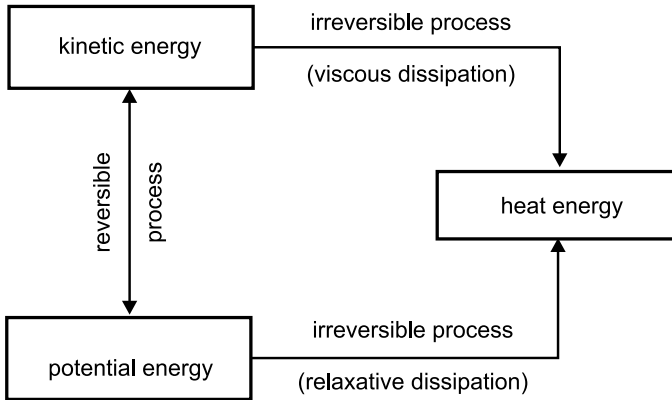 kinetic energy
irreversible process
(viscous dissipation)
reversible
process
heat energy
potential energy
irreversible process
(relaxative dissipation)